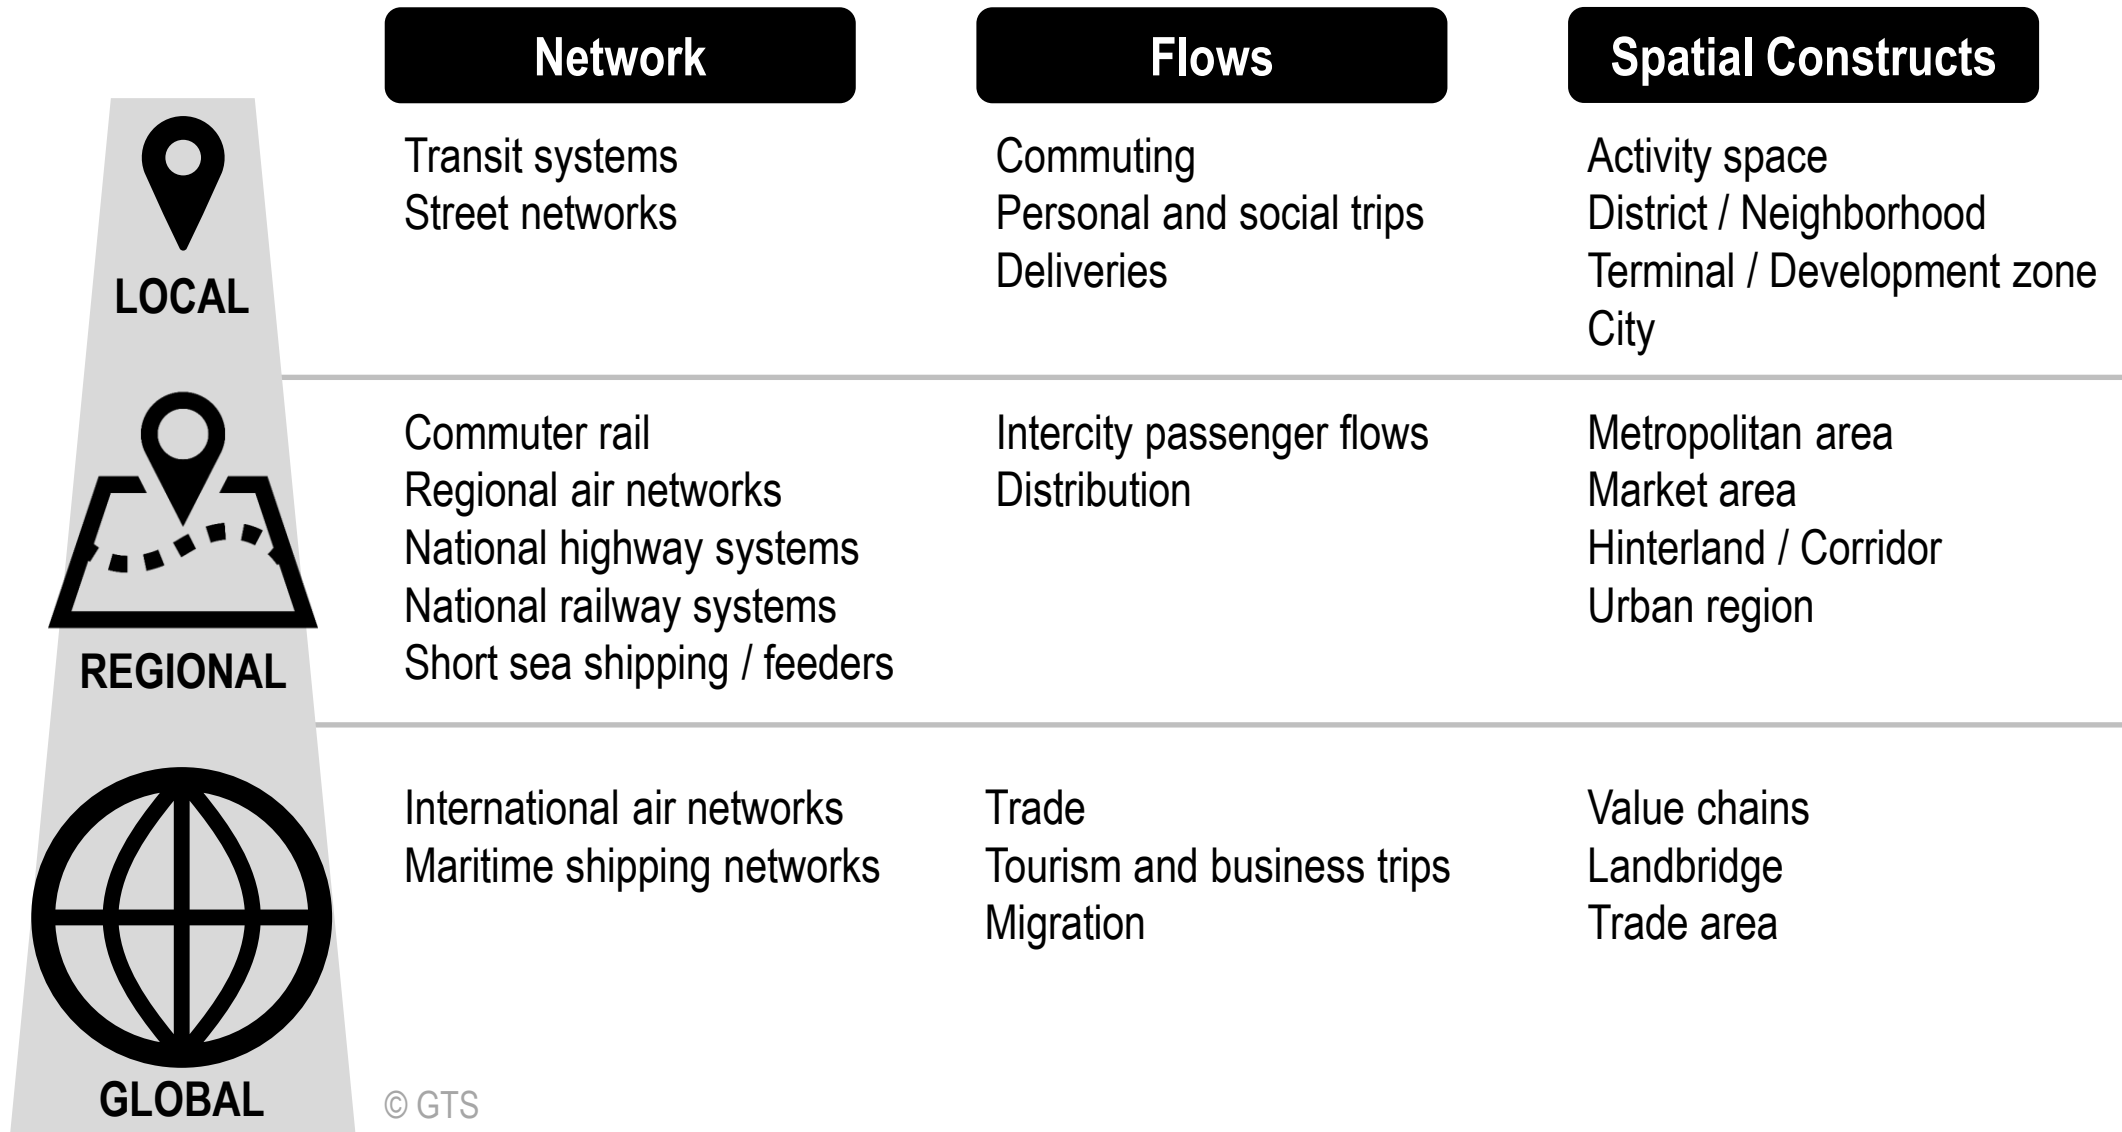 Network
Flows
Spatial Constructs
LOCAL
Transit systems
Street networks
Commuting
Personal and social trips
Deliveries
Activity space
District / Neighborhood
Terminal / Development zone
City
REGIONAL
Commuter rail
Regional air networks
National highway systems
National railway systems
Short sea shipping / feeders
Intercity passenger flows
Distribution
Metropolitan area
Market area
Hinterland / Corridor
Urban region
GLOBAL
International air networks
Maritime shipping networks
Trade
Tourism and business trips
Migration
Value chains
Landbridge
Trade area
© GTS